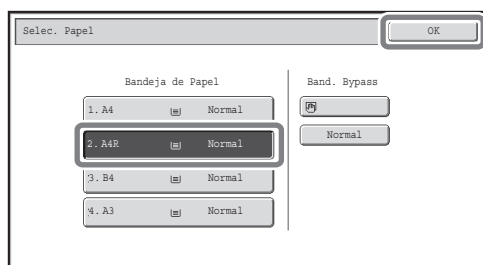 Selec. Papel
OK
Bandeja de Papel
Band. Bypass
1. A4 Normal
2. A4R Normal
Normal
3. B4 Normal
4. A3 Normal